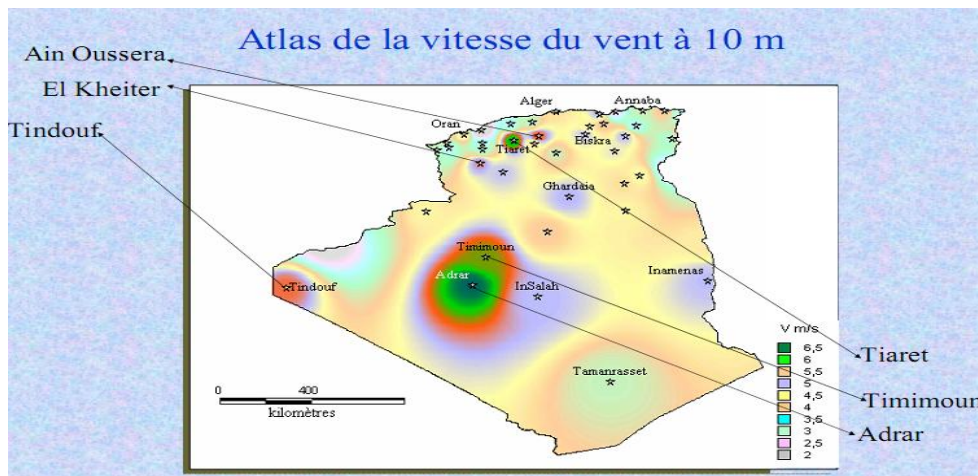 Atlas de la vitesse du vent à 10 m
Ain Oussera
El Kheiter
Tindouf
Alger
Annaba
Oran
Tiaret
Biskra
Ghardaia
Timimoun
Adrar
InSalah
Inamenas
Tindouf
Tamanrasset
0 400
kilomètres
V m/s
6,5
6
5,5
5
4,5
4
3,5
3
2,5
2
Tiaret
Timimoun
Adrar